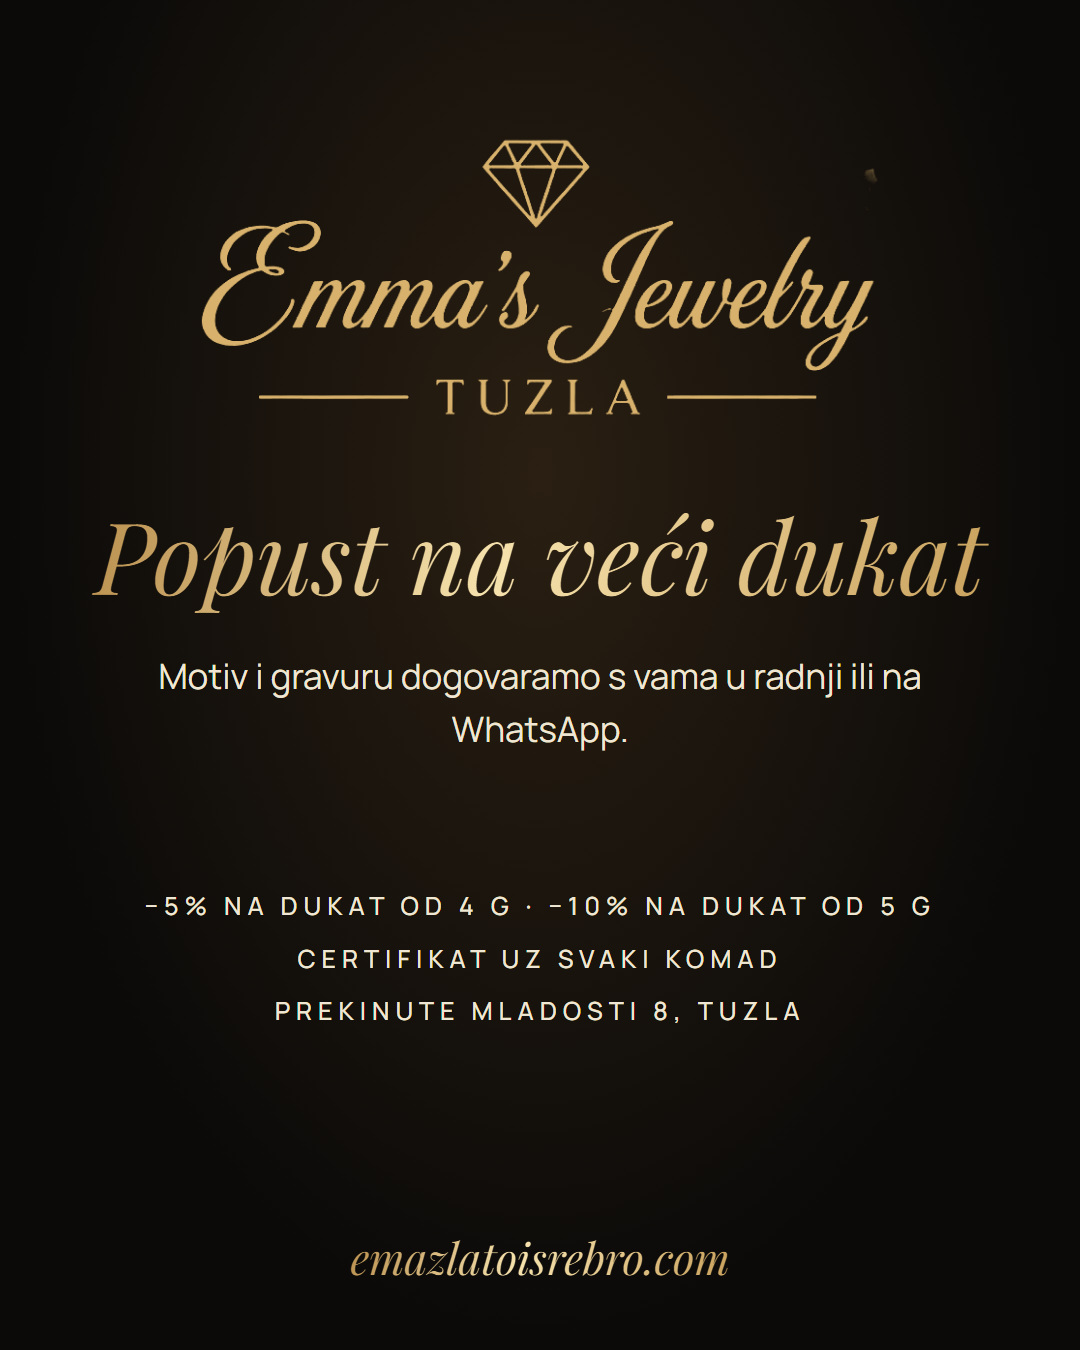 Emma's Jewelry
TUZLA
Popust na veći dukat
Motiv i gravuru dogovaramo s vama u radnji ili na
WhatsApp.
−5% NA DUKAT OD 4 G · −10% NA DUKAT OD 5 G
CERTIFIKAT UZ SVAKI KOMAD
PREKINUTE MLADOSTI 8, TUZLA
emazlatoisrebro.com